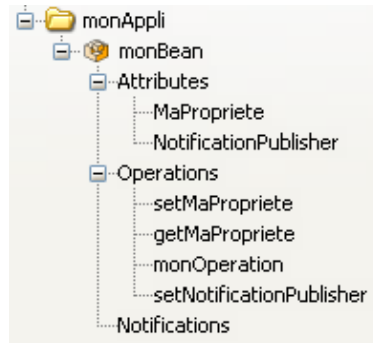 monAppli
monBean
Attributes
MaPropriete
NotificationPublisher
Operations
setMaPropriete
getMaPropriete
monOperation
setNotificationPublisher
Notifications